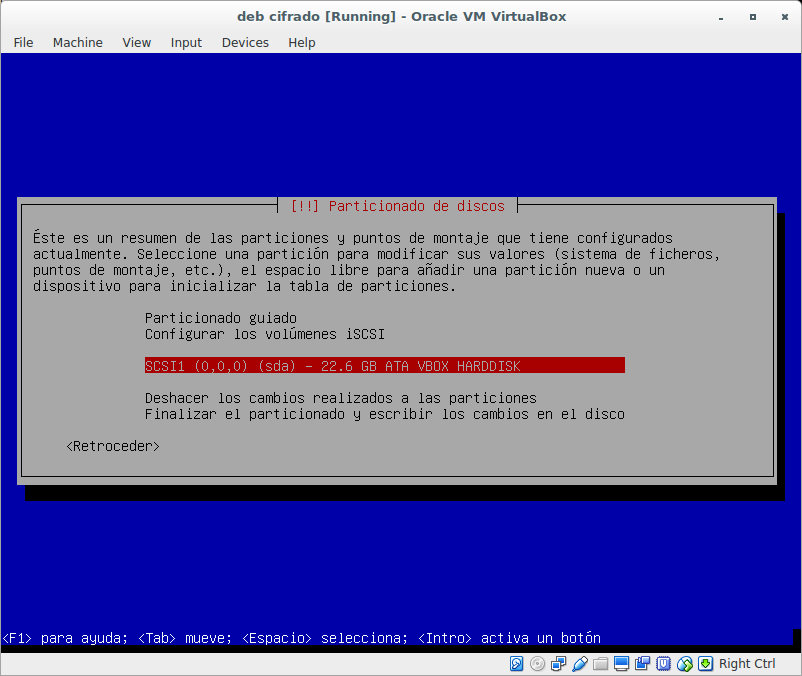 deb cifrado [Running] - Oracle VM VirtualBox
File Machine View Input Devices Help
[!!] Particionado de discos
Éste es un resumen de las particiones y puntos de montaje que tiene configurados
actualmente. Seleccione una partición para modificar sus valores (sistema de ficheros,
puntos de montaje, etc.), el espacio libre para añadir una partición nueva o un
dispositivo para inicializar la tabla de particiones.
Particionado guiado
Configurar los volúmenes iSCSI
SCSI1 (0,0,0) (sda) - 22.6 GB ATA VBOX HARDDISK
Deshacer los cambios realizados a las particiones
Finalizar el particionado y escribir los cambios en el disco
<Retroceder>
<F1> para ayuda; <Tab> mueve; <Espacio> selecciona; <Intro> activa un botón
Right Ctrl